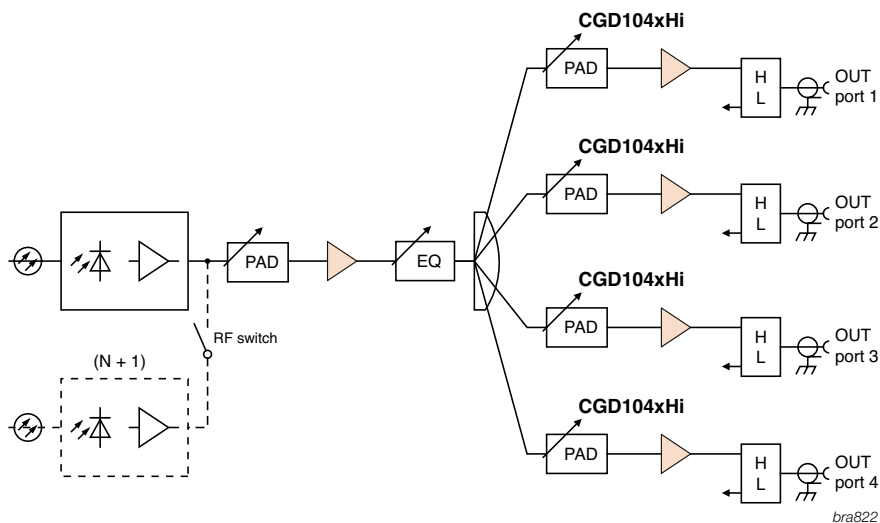 CGD104xHi
PAD
H
L
OUT
port 1
CGD104xHi
PAD
H
L
OUT
port 2
PAD
EQ
CGD104xHi
PAD
H
L
OUT
port 3
RF switch
(N + 1)
CGD104xHi
PAD
H
L
OUT
port 4
bra822